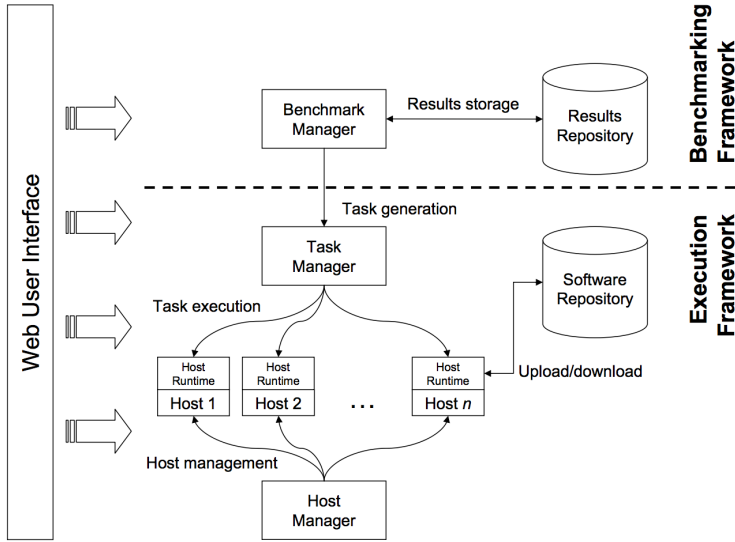 Web User Interface
Benchmarking
Framework
Benchmark
Manager
Results storage
Results
Repository
Task generation
Execution
Framework
Task
Manager
Software
Repository
Task execution
Host
Runtime
Host 1
Host
Runtime
Host 2
...
Host
Runtime
Host n
Upload/download
Host management
Host
Manager